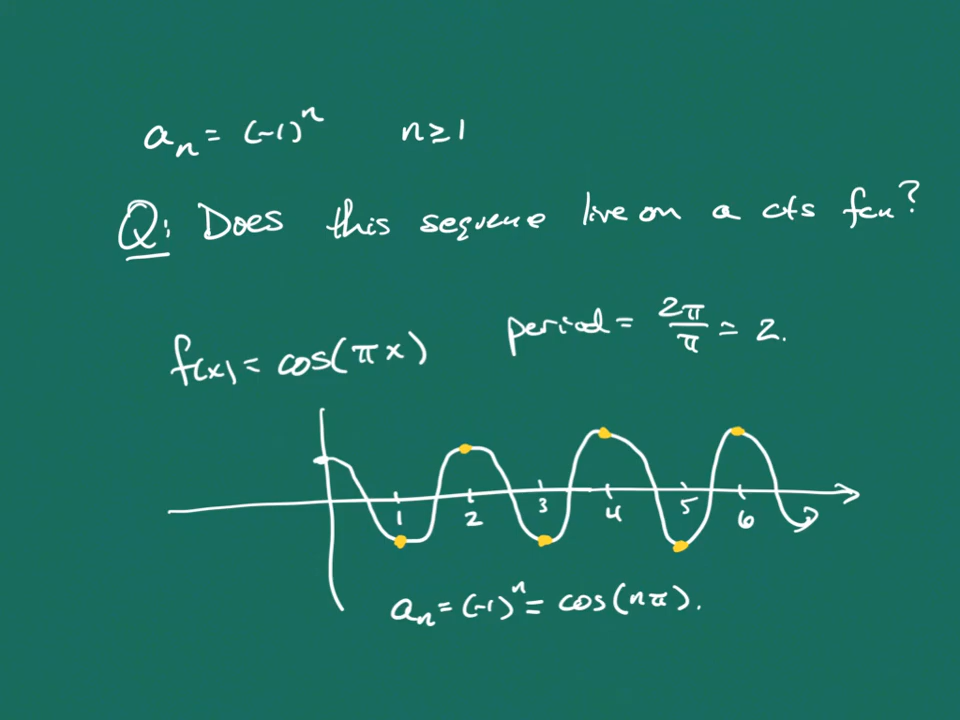 aₙ = (-1)ⁿ n ≥ 1
Q: Does this sequence live on a cts fcn?
f(x) = cos(πx) period = 2π/π = 2.
1 2 3 4 5 6
aₙ = (-1)ⁿ = cos(nπ).